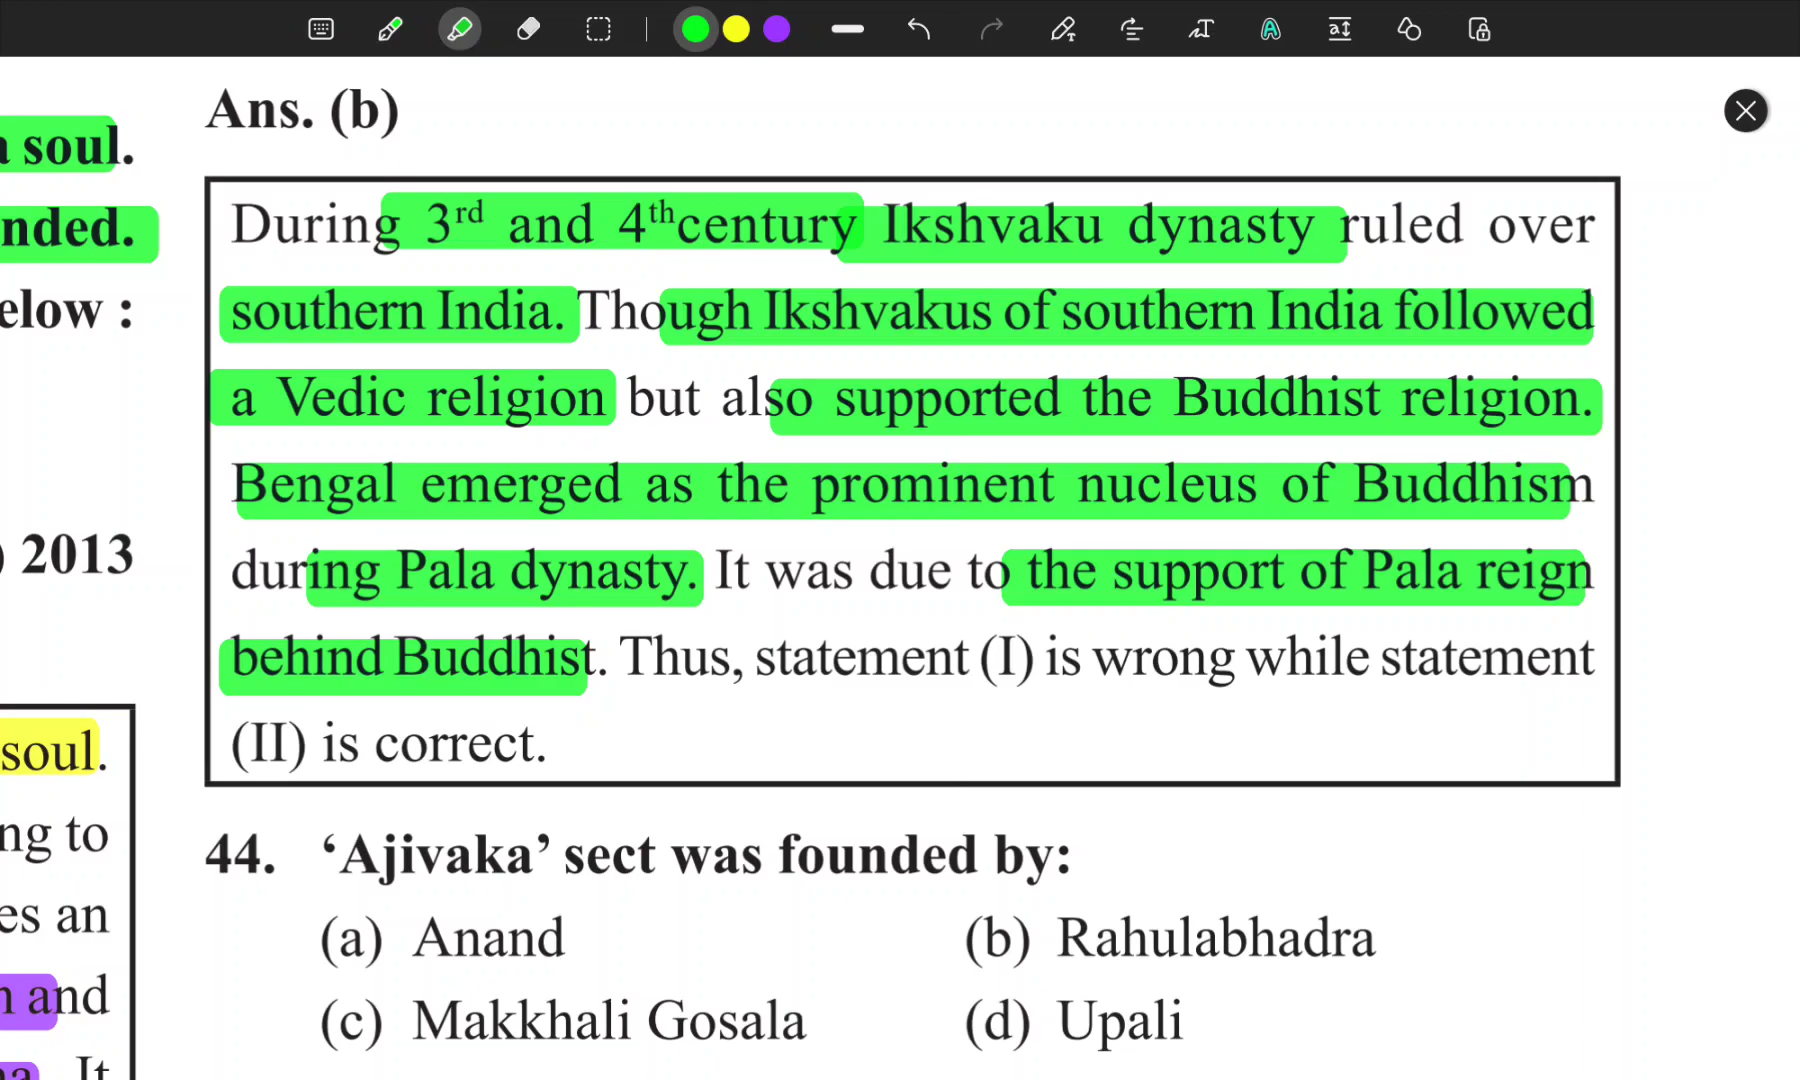 a soul.
nded.
elow :
) 2013
soul.
ng to
es an
n and
na. It
Ans. (b)
During 3rd and 4thcentury Ikshvaku dynasty ruled over
southern India. Though Ikshvakus of southern India followed
a Vedic religion but also supported the Buddhist religion.
Bengal emerged as the prominent nucleus of Buddhism
during Pala dynasty. It was due to the support of Pala reign
behind Buddhist. Thus, statement (I) is wrong while statement
(II) is correct.
44. ‘Ajivaka’ sect was founded by:
(a) Anand (b) Rahulabhadra
(c) Makkhali Gosala (d) Upali